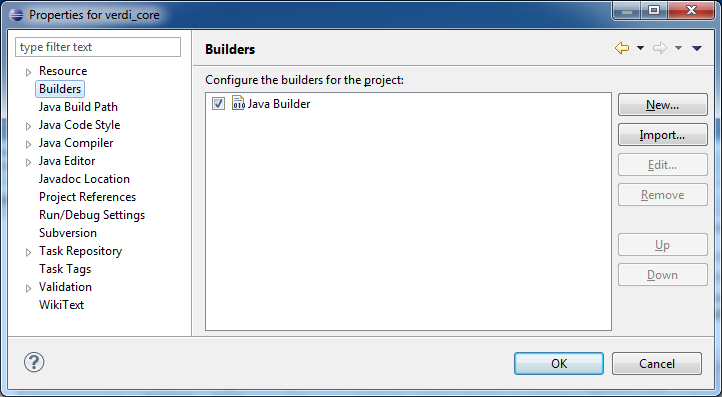 Properties for verdi_core
type filter text
Resource
Builders
Java Build Path
Java Code Style
Java Compiler
Java Editor
Javadoc Location
Project References
Run/Debug Settings
Subversion
Task Repository
Task Tags
Validation
WikiText
Builders
Configure the builders for the project:
010 Java Builder
New...
Import...
Edit...
Remove
Up
Down
?
OK
Cancel